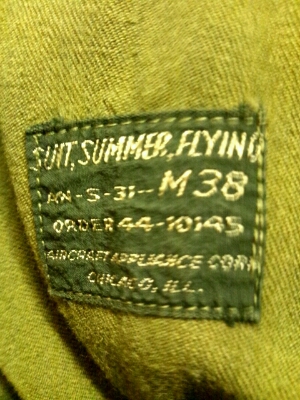 SUIT, SUMMER, FLYING
AN-S-31-- M38
ORDER 44-10145
AIRCRAFT APPLIANCE CORP.
CHICAGO, ILL.